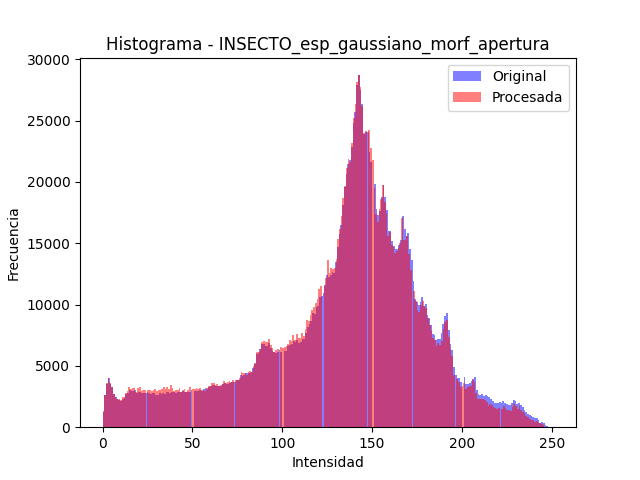 Histograma - INSECTO_esp_gaussiano_morf_apertura
Original
Procesada
30000
25000
20000
15000
10000
5000
0
Frecuencia
0 50 100 150 200 250
Intensidad